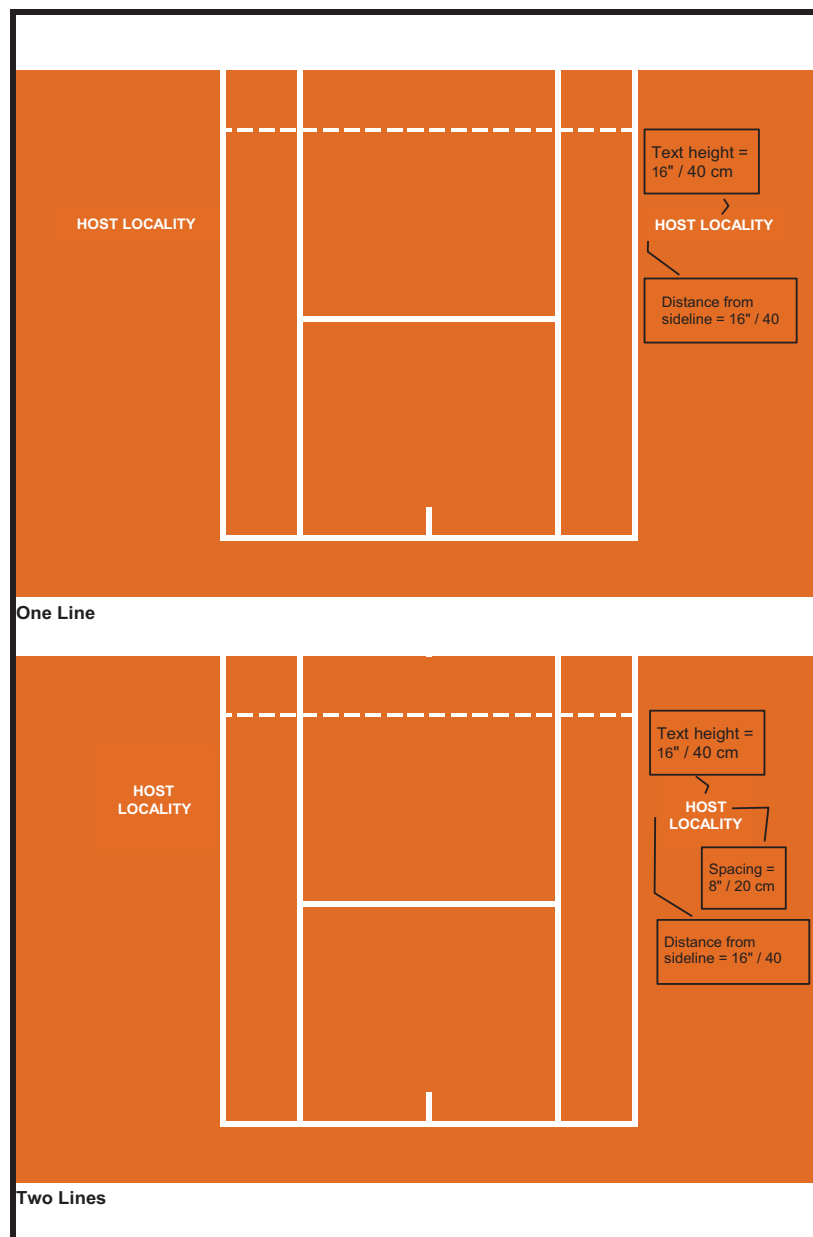 Text height =
16" / 40 cm
HOST LOCALITY
HOST LOCALITY
Distance from
sideline = 16" / 40
One Line
Text height =
16" / 40 cm
HOST
LOCALITY
HOST
LOCALITY
Spacing =
8" / 20 cm
Distance from
sideline = 16" / 40
Two Lines